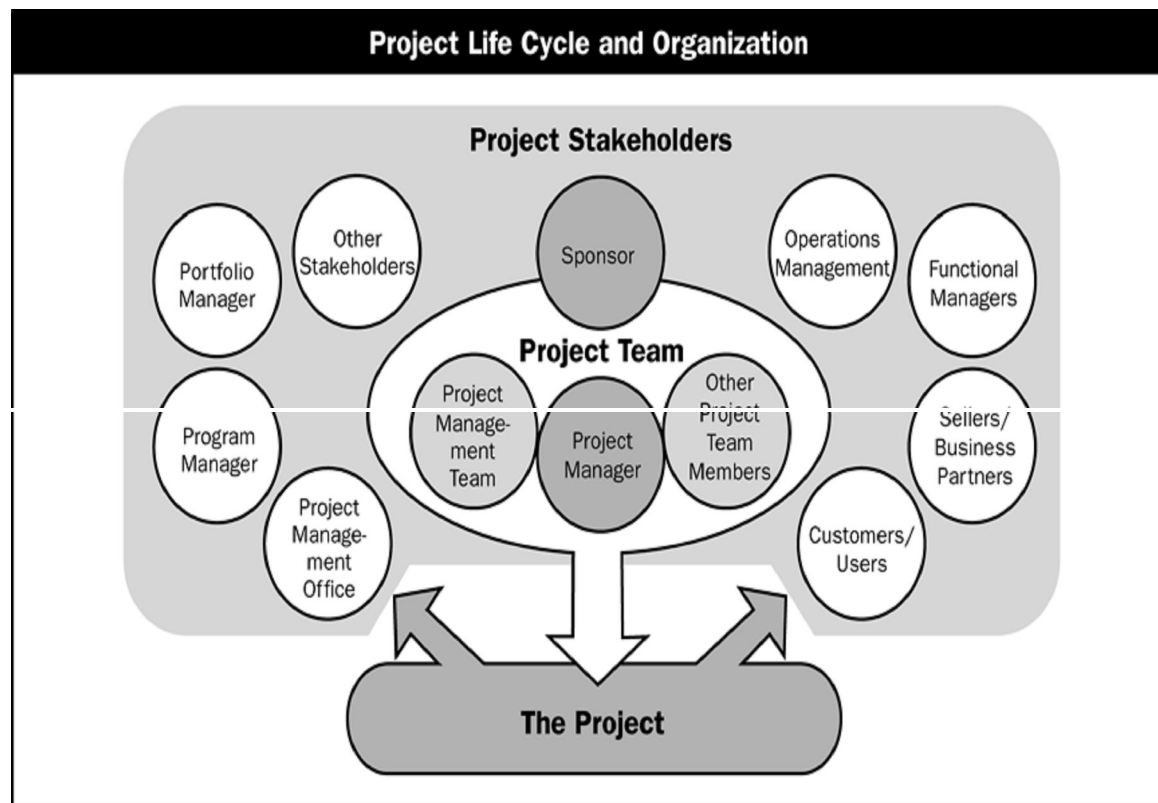 Project Life Cycle and Organization
Project Stakeholders
Portfolio
Manager
Other
Stakeholders
Sponsor
Operations
Management
Functional
Managers
Project Team
Program
Manager
Project
Manage-
ment
Team
Project
Manager
Other
Project
Team
Members
Sellers/
Business
Partners
Project
Manage-
ment
Office
Customers/
Users
The Project